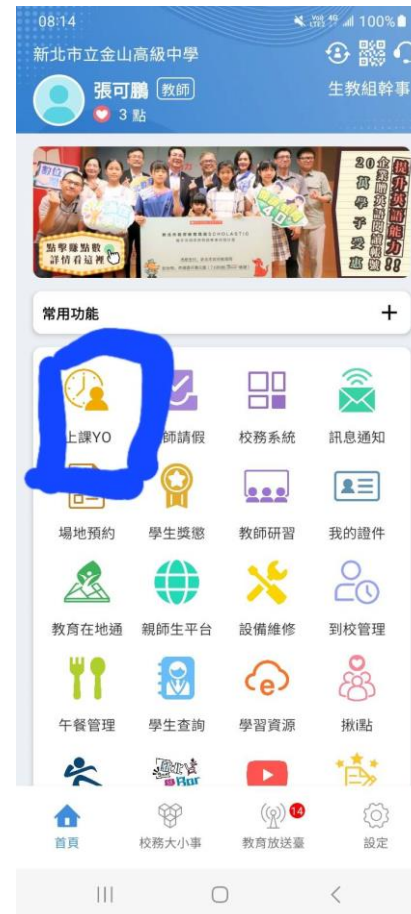 08:14
100%
新北市立金山高級中學
張可鵬 教師
3 點
生教組幹事
數位
點擊賺點數
詳情看這裡
SCHOLASTIC
提升英語能力!!
企業贈英語閱讀帳號
20萬學子受惠
常用功能 +
上課YO 師請假 校務系統 訊息通知
場地預約 學生獎懲 教師研習 我的證件
教育在地通 親師生平台 設備維修 到校管理
午餐管理 學生查詢 學習資源 揪i點
14
首頁 校務大小事 教育放送臺 設定